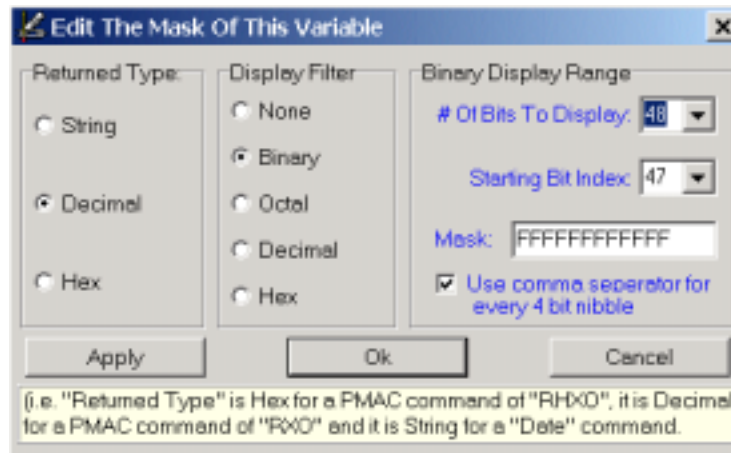 Edit The Mask Of This Variable
Returned Type:
String
Decimal
Hex
Display Filter
None
Binary
Octal
Decimal
Hex
Binary Display Range
# Of Bits To Display: 48
Starting Bit Index: 47
Mask: FFFFFFFFFFFF
Use comma seperator for
every 4 bit nibble
Apply
Ok
Cancel
(i.e. "Returned Type" is Hex for a PMAC command of "RHX0", it is Decimal
for a PMAC command of "RX0" and it is String for a "Date" command.